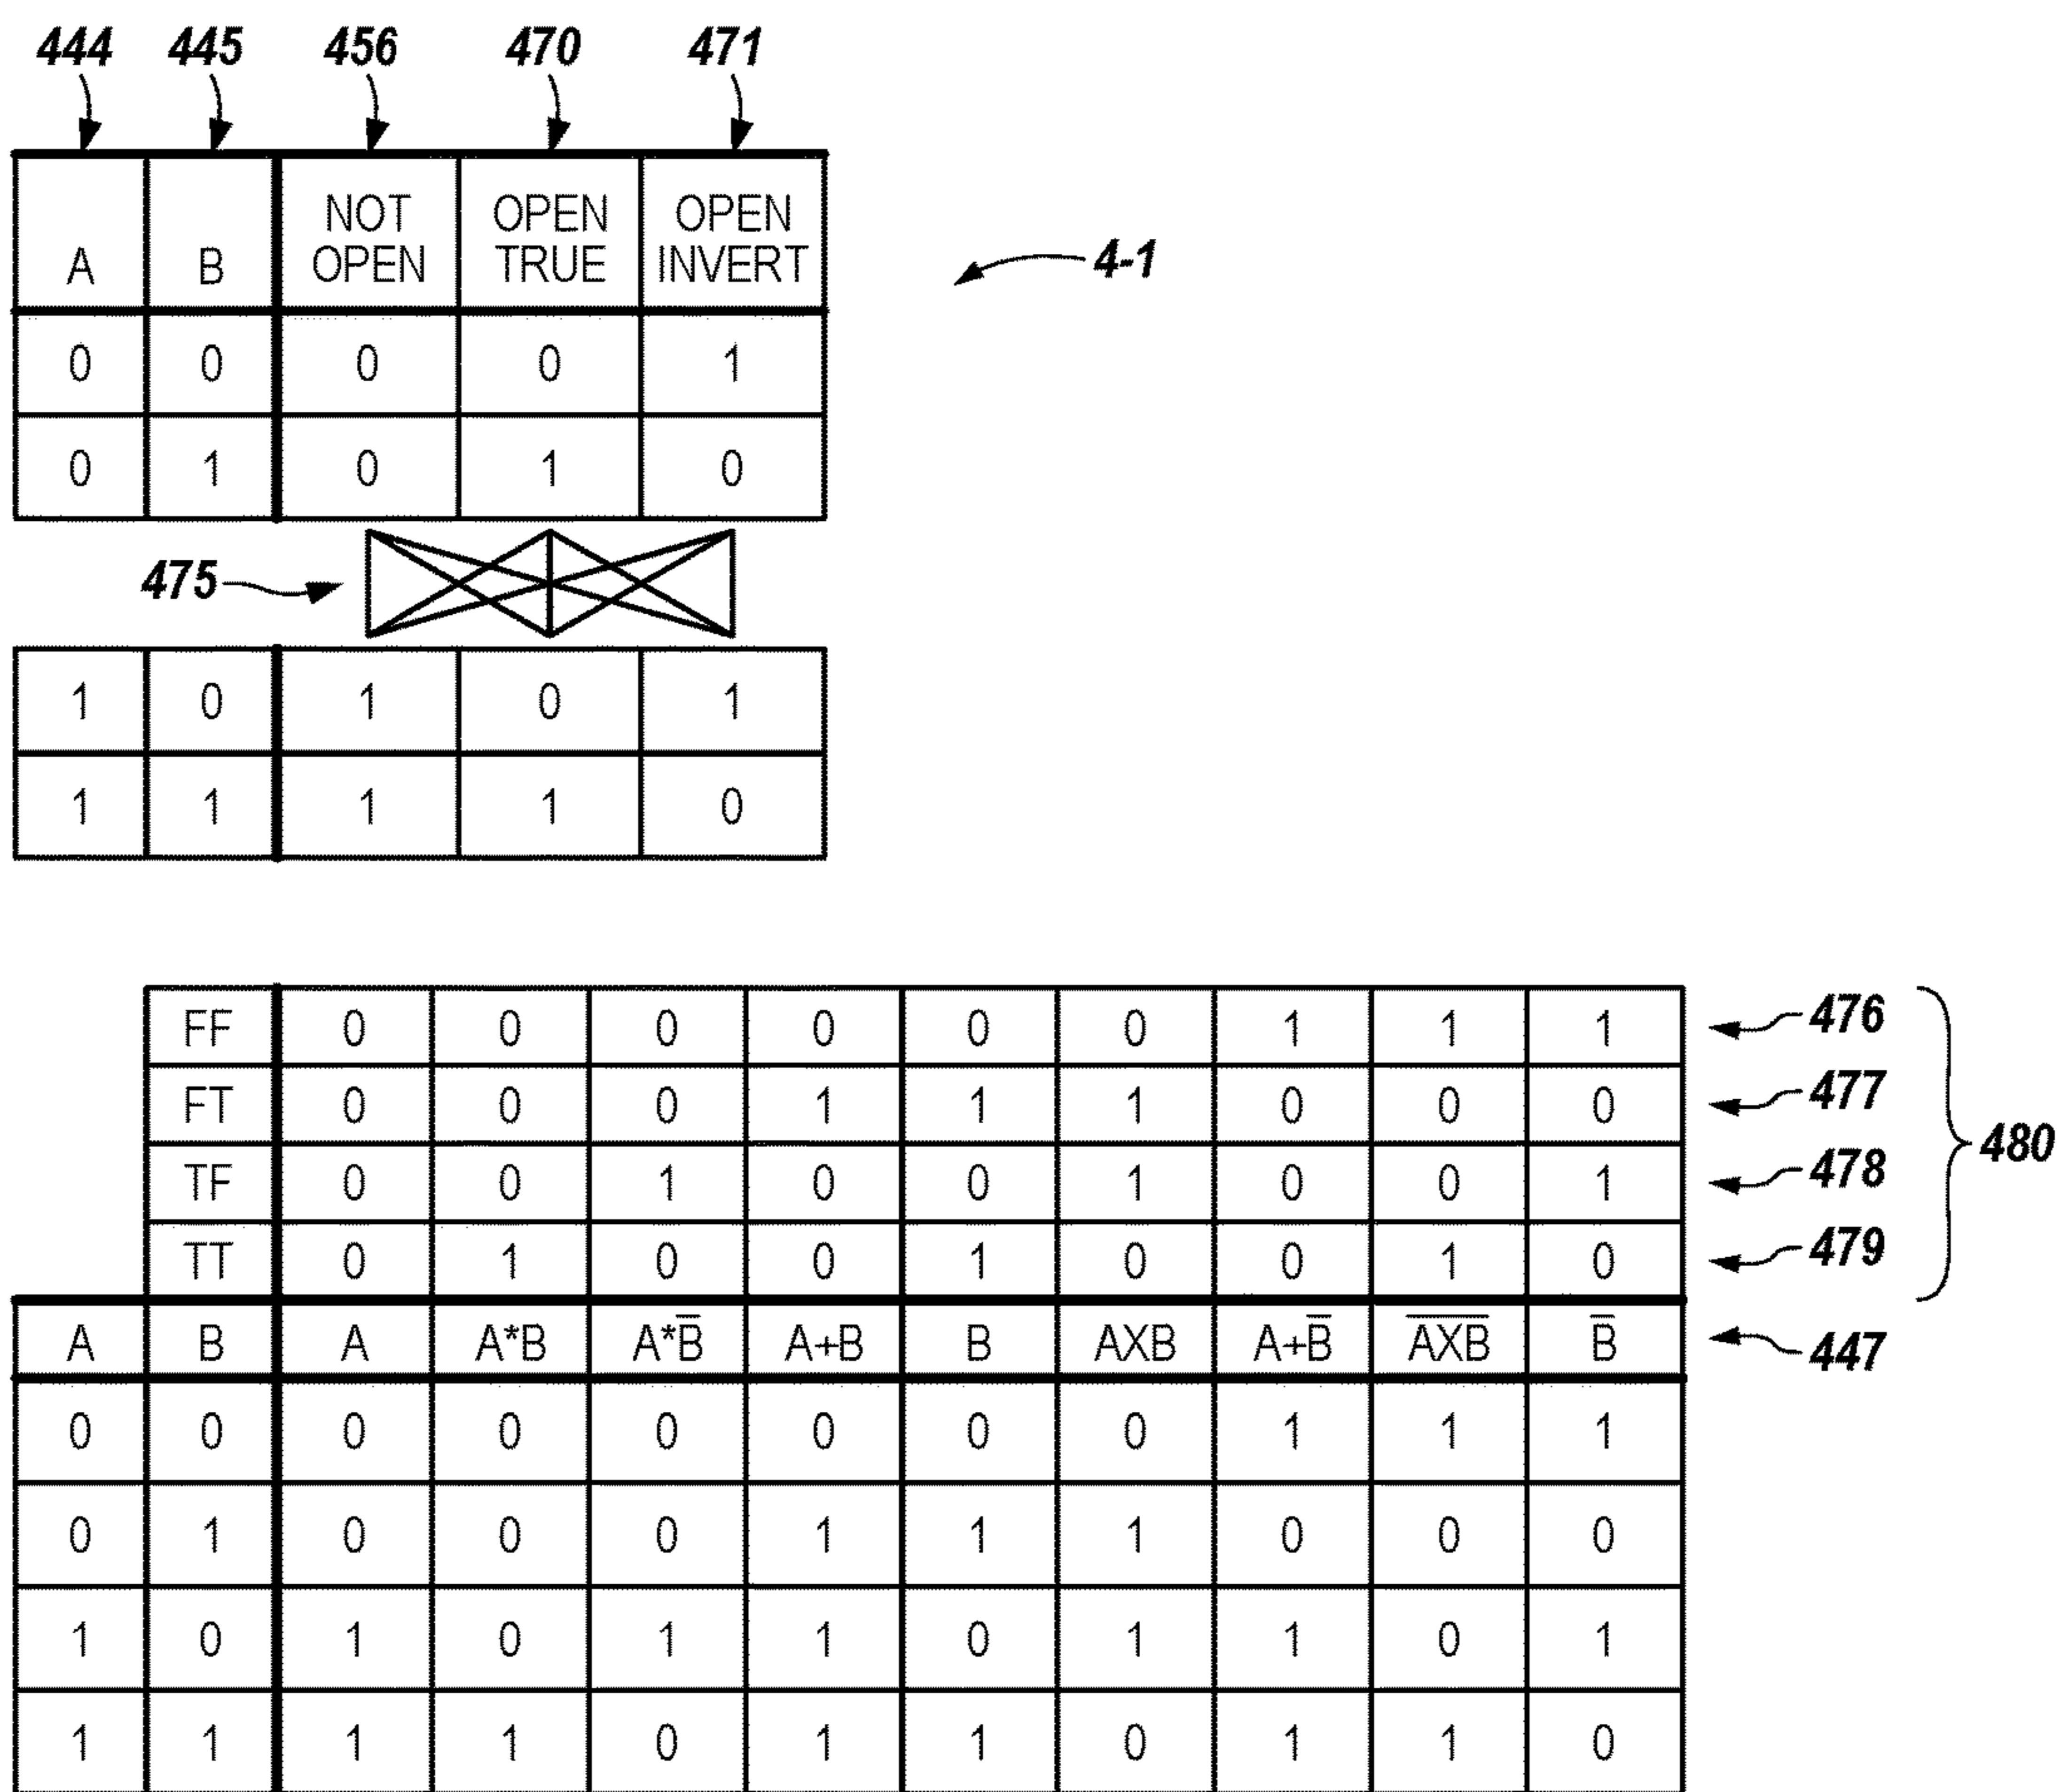 444 445 456 470 471
A B NOT OPEN OPEN TRUE OPEN INVERT
4-1
0 0 0 0 1
0 1 0 1 0
475
1 0 1 0 1
1 1 1 1 0
FF 0 0 0 0 0 0 1 1 1 476
FT 0 0 0 1 1 1 0 0 0 477
480
TF 0 0 1 0 0 1 0 0 1 478
TT 0 1 0 0 1 0 0 1 0 479
A B A A*B A*B̅ A+B B AXB A+B̅ A̅X̅B̅ B̅ 447
0 0 0 0 0 0 0 0 1 1 1
0 1 0 0 0 1 1 1 0 0 0
1 0 1 0 1 1 0 1 1 0 1
1 1 1 1 0 1 1 0 1 1 0